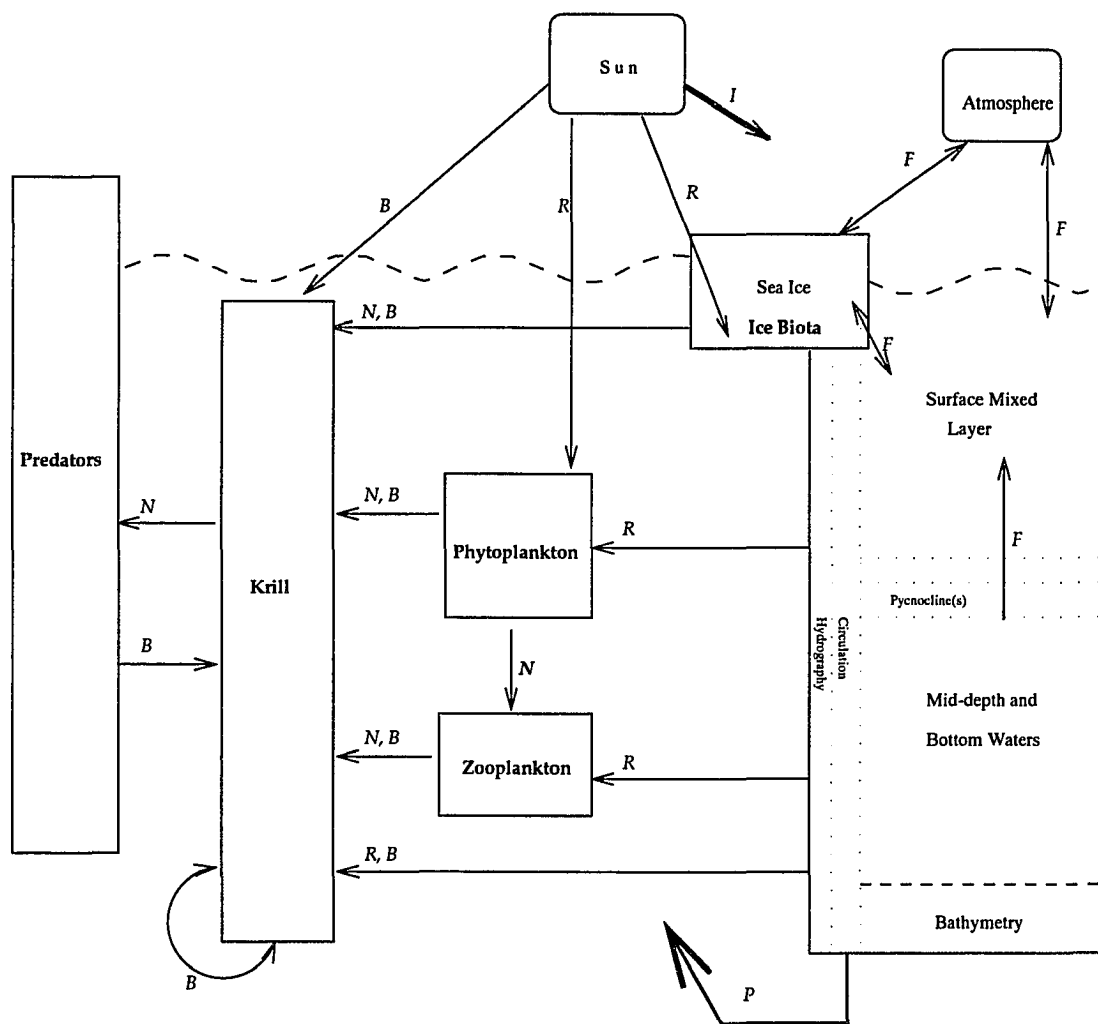 S u n
I
Atmosphere
F
B
R
R
F
Sea Ice
Ice Biota
N, B
F
Surface Mixed
Layer
Predators
N
N, B
R
F
Phytoplankton
Krill
Pycnocline(s)
Circulation
Hydrography
B
N
Mid-depth and
Bottom Waters
N, B
Zooplankton
R
R, B
Bathymetry
B
P